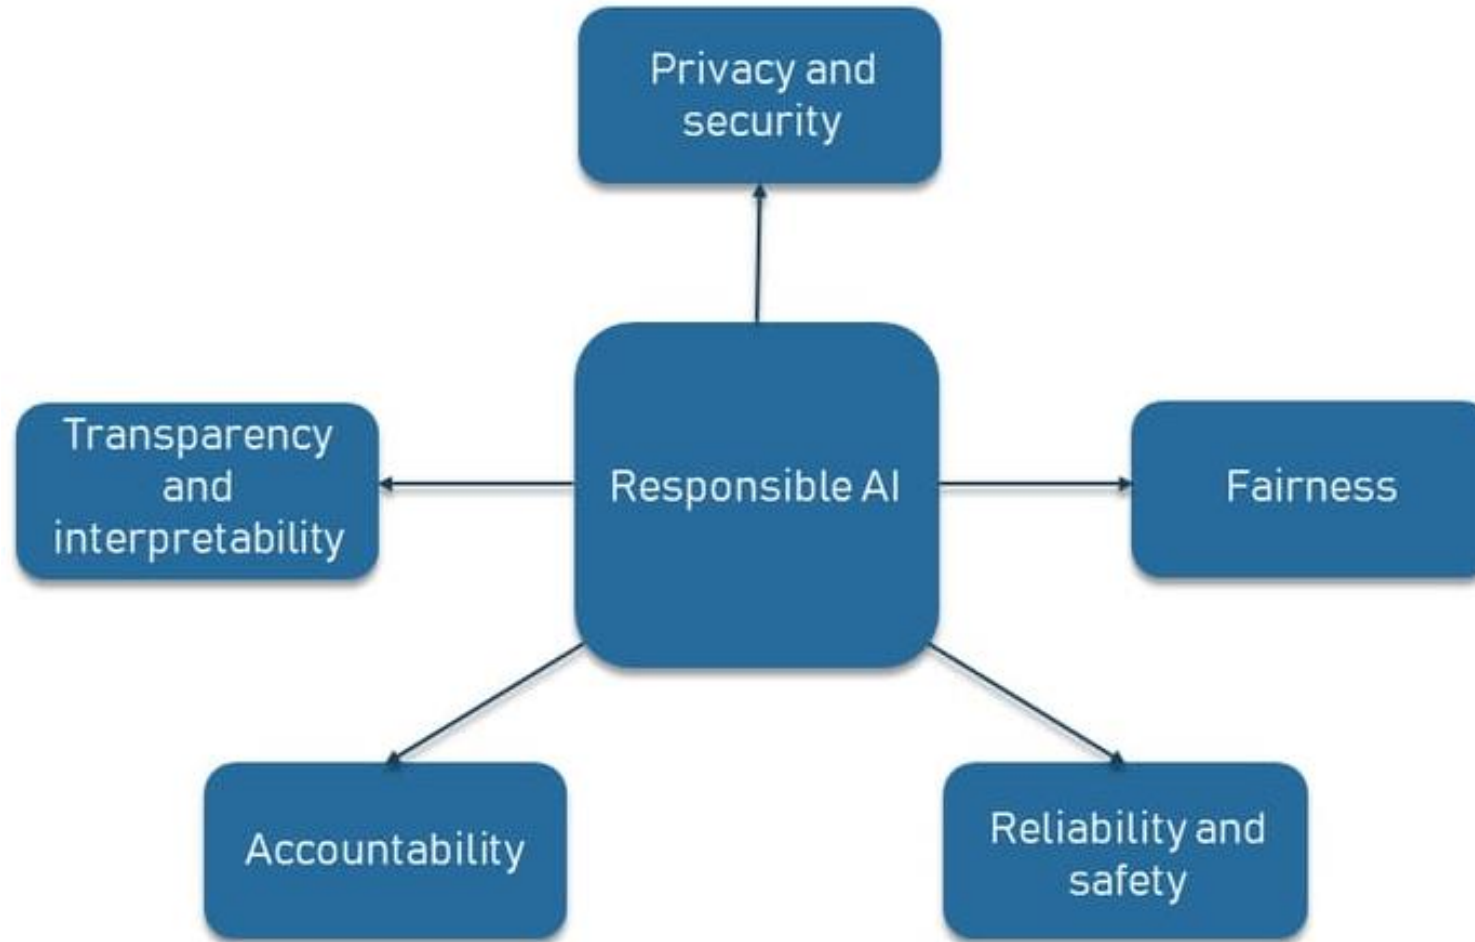 Privacy and
security
Transparency
and
interpretability
Responsible AI
Fairness
Accountability
Reliability and
safety